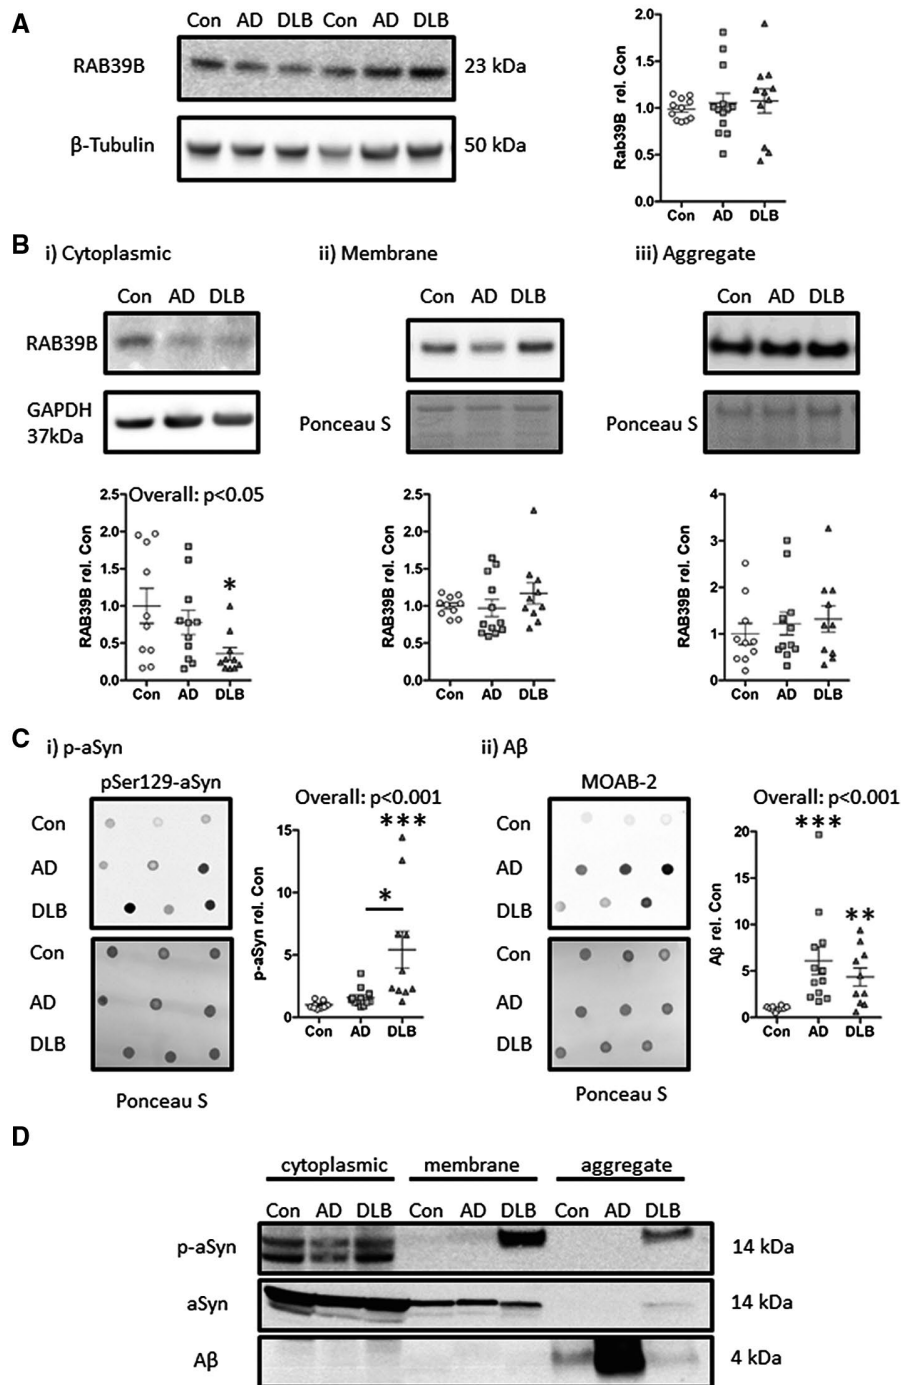 A
Con AD DLB Con AD DLB
RAB39B
23 kDa
β-Tubulin
50 kDa
Rab39B rel. Con
2.0
1.5
1.0
0.5
0.0
Con AD DLB
B
i) Cytoplasmic
ii) Membrane
iii) Aggregate
Con AD DLB
Con AD DLB
Con AD DLB
RAB39B
GAPDH
37kDa
Ponceau S
Ponceau S
Overall: p<0.05
RAB39B rel. Con
2.5
2.0
1.5
1.0
0.5
0.0
*
Con AD DLB
RAB39B rel. Con
2.5
2.0
1.5
1.0
0.5
0.0
Con AD DLB
RAB39B rel. Con
4
3
2
1
0
Con AD DLB
C
i) p-aSyn
pSer129-aSyn
Con
AD
DLB
Con
AD
DLB
Ponceau S
Overall: p<0.001
***
*
p-aSyn rel. Con
15
10
5
0
Con AD DLB
ii) Aβ
MOAB-2
Con
AD
DLB
Con
AD
DLB
Ponceau S
Overall: p<0.001
***
**
Aβ rel. Con
20
15
10
5
0
Con AD DLB
D
cytoplasmic membrane aggregate
Con AD DLB Con AD DLB Con AD DLB
p-aSyn
14 kDa
aSyn
14 kDa
Aβ
4 kDa